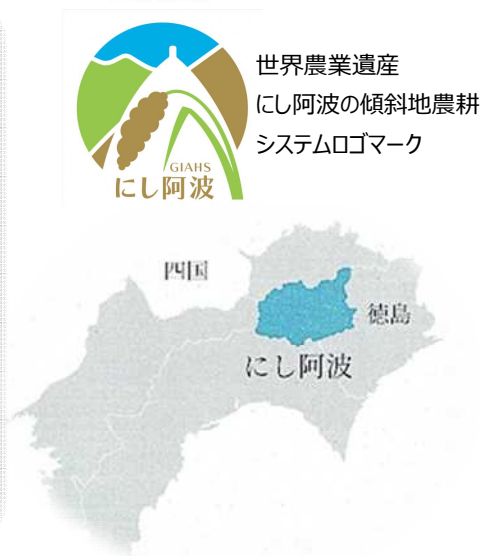 GIAHS
にし阿波
世界農業遺産
にし阿波の傾斜地農耕
システムロゴマーク
四国
徳島
にし阿波